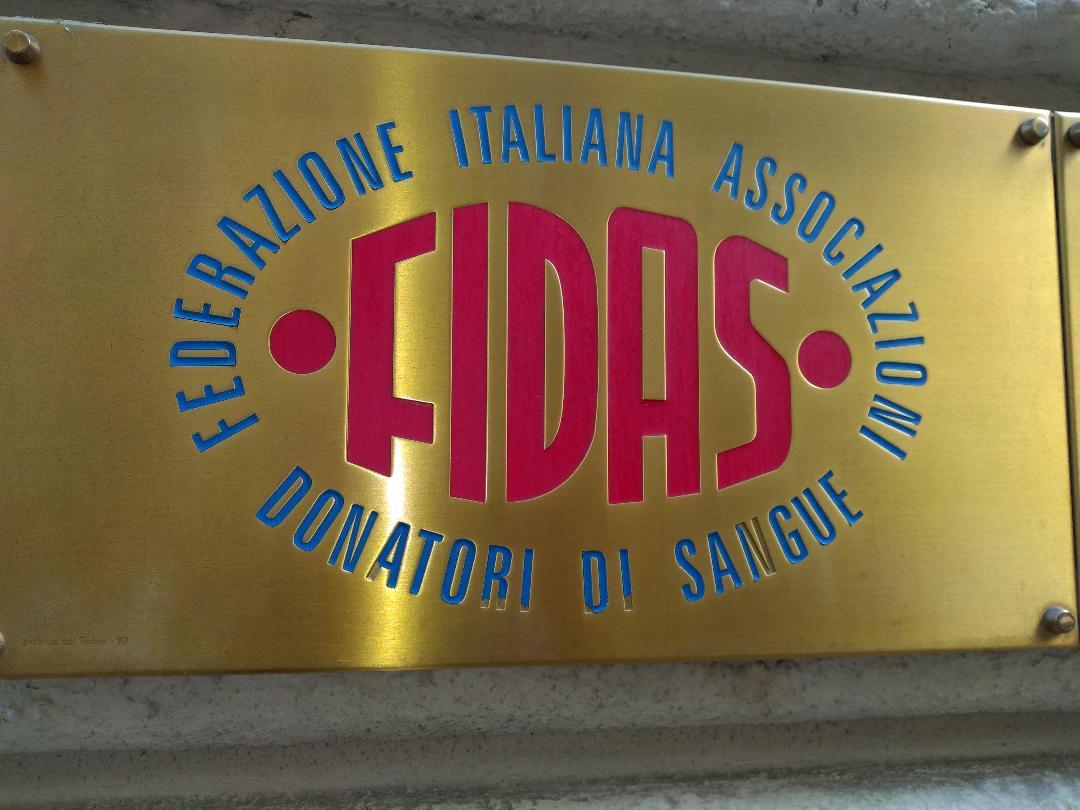 FEDERAZIONE ITALIANA ASSOCIAZIONI
FIDAS
DONATORI DI SANGUE